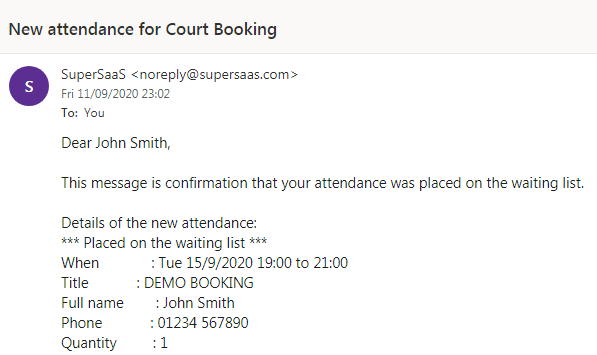 New attendance for Court Booking
S
SuperSaaS <noreply@supersaas.com>
Fri 11/09/2020 23:02
To: You
Dear John Smith,
This message is confirmation that your attendance was placed on the waiting list.
Details of the new attendance:
*** Placed on the waiting list ***
When : Tue 15/9/2020 19:00 to 21:00
Title : DEMO BOOKING
Full name : John Smith
Phone : 01234 567890
Quantity : 1